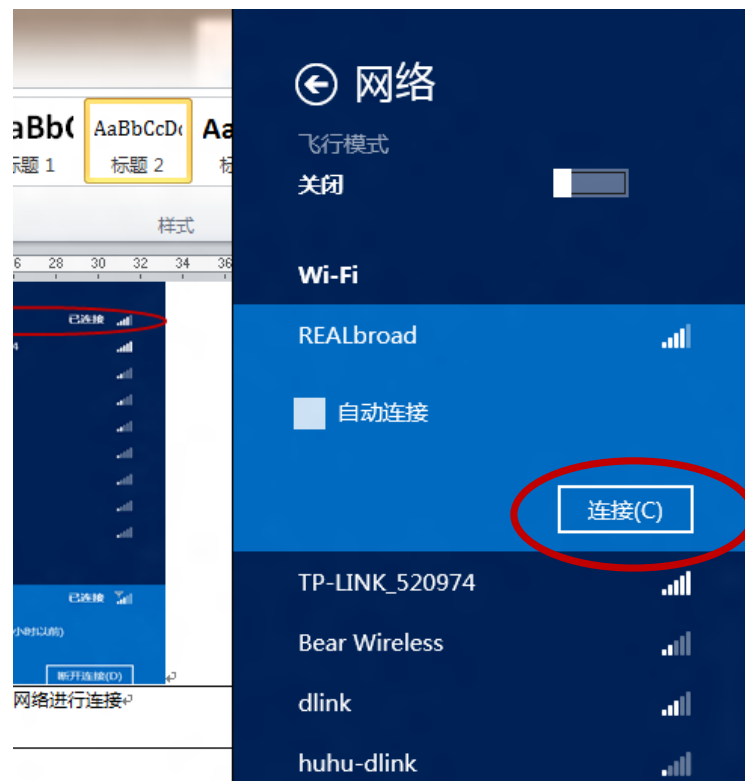 aBb( AaBbCcDc Aa
标题 1 标题 2 标
样式
6 28 30 32 34 36
已连接
已连接
小时以前)
断开连接(D)
网络进行连接
网络
飞行模式
关闭
Wi-Fi
REALbroad
自动连接
连接(C)
TP-LINK_520974
Bear Wireless
dlink
huhu-dlink